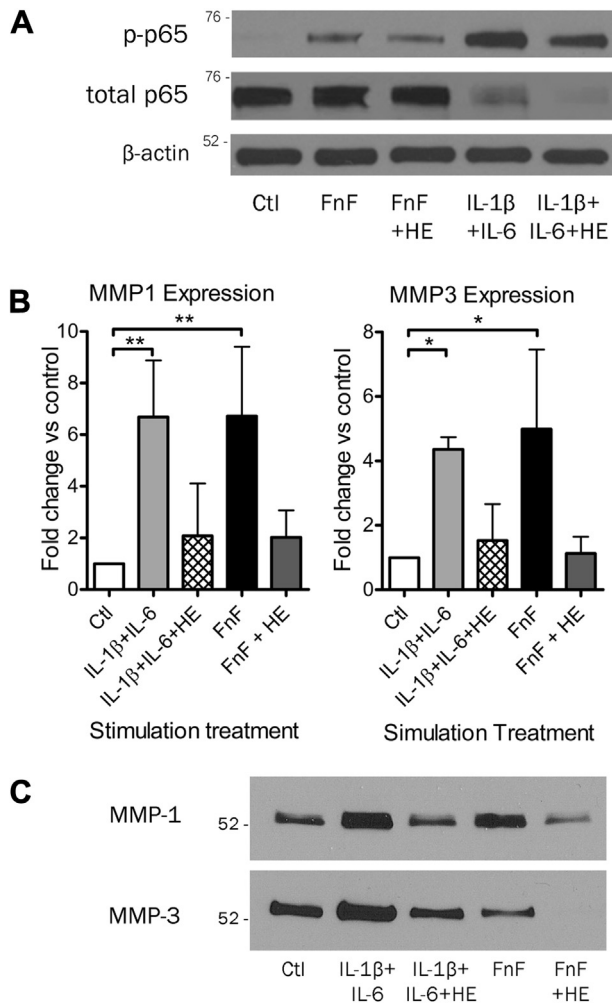 A
76 -
p-p65
76 -
total p65
52 -
β-actin
Ctl FnF FnF IL-1β IL-1β+
+HE +IL-6 IL-6+HE
B
MMP1 Expression
Fold change vs control
10
8
6
4
2
0
**
**
Ctl
IL-1β+IL-6
IL-1β+IL-6+HE
FnF
FnF + HE
Stimulation treatment
MMP3 Expression
Fold change vs control
8
6
4
2
0
*
*
Ctl
IL-1β+IL-6
IL-1β+IL-6+HE
FnF
FnF + HE
Simulation Treatment
C
MMP-1 52 -
MMP-3 52 -
Ctl IL-1β+ IL-1β+ FnF FnF
IL-6 IL-6+HE +HE